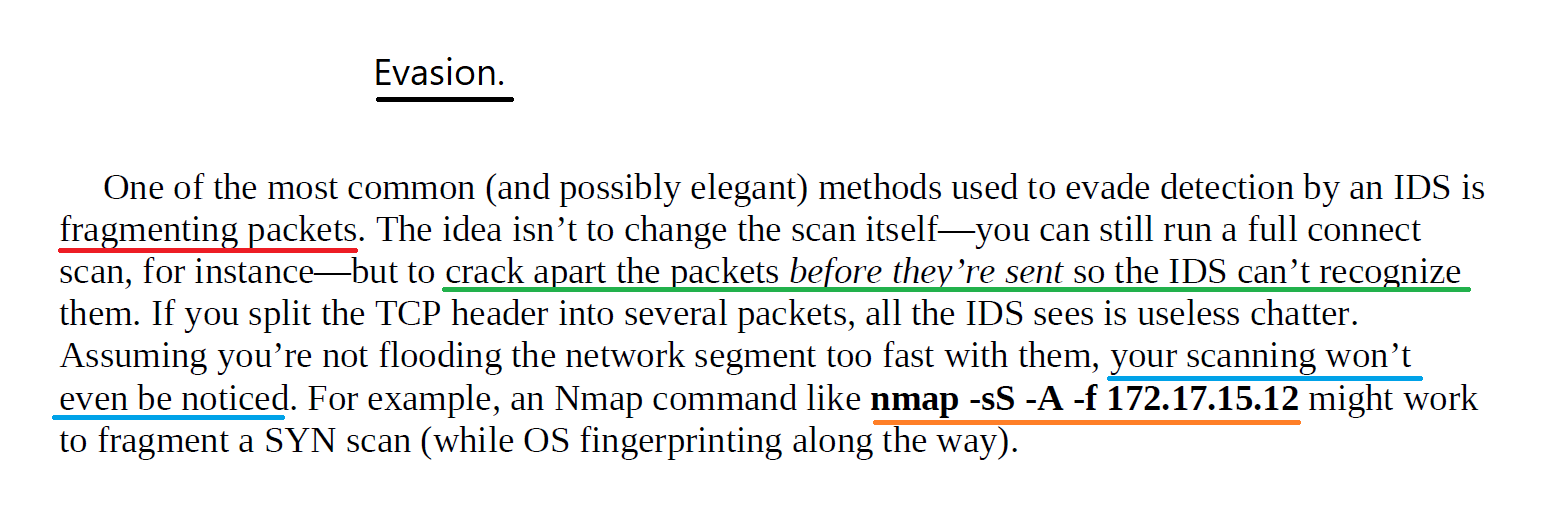 Evasion.
One of the most common (and possibly elegant) methods used to evade detection by an IDS is
fragmenting packets. The idea isn’t to change the scan itself—you can still run a full connect
scan, for instance—but to crack apart the packets before they’re sent so the IDS can’t recognize
them. If you split the TCP header into several packets, all the IDS sees is useless chatter.
Assuming you’re not flooding the network segment too fast with them, your scanning won’t
even be noticed. For example, an Nmap command like nmap -sS -A -f 172.17.15.12 might work
to fragment a SYN scan (while OS fingerprinting along the way).